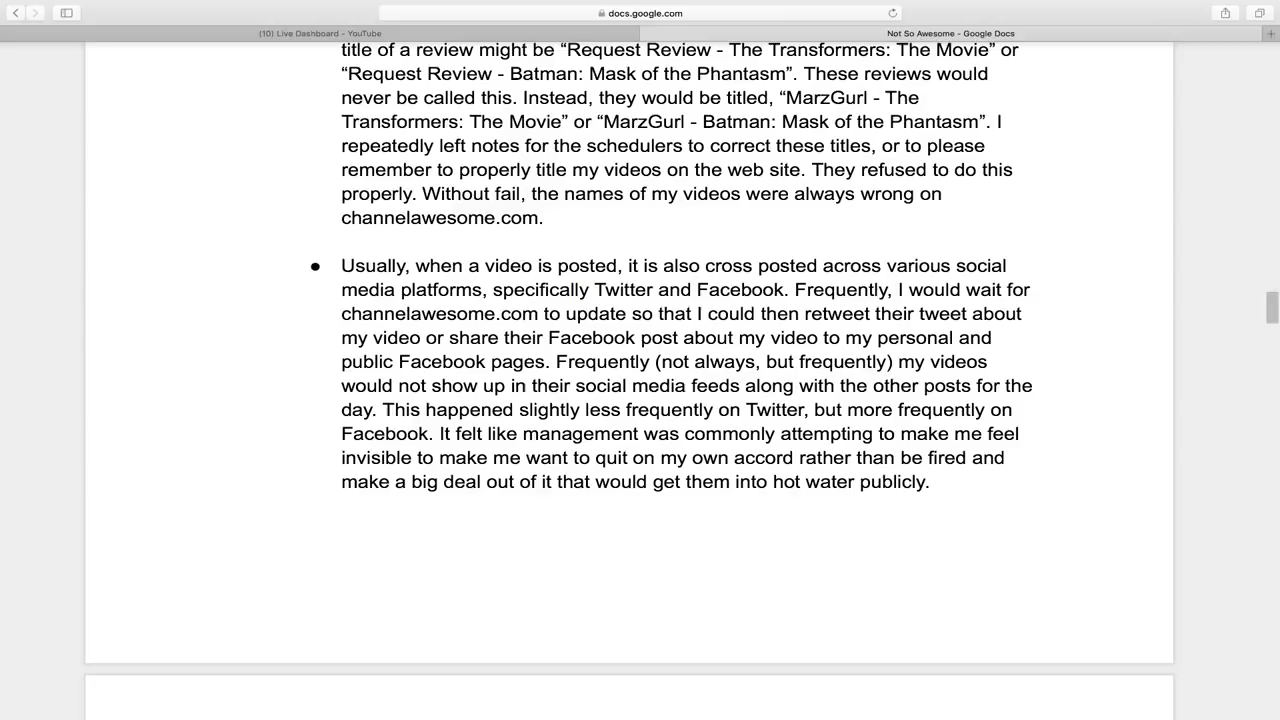 docs.google.com
(10) Live Dashboard - YouTube
Not So Awesome - Google Docs
title of a review might be “Request Review - The Transformers: The Movie” or
“Request Review - Batman: Mask of the Phantasm”. These reviews would
never be called this. Instead, they would be titled, “MarzGurl - The
Transformers: The Movie” or “MarzGurl - Batman: Mask of the Phantasm”. I
repeatedly left notes for the schedulers to correct these titles, or to please
remember to properly title my videos on the web site. They refused to do this
properly. Without fail, the names of my videos were always wrong on
channelawesome.com.
● Usually, when a video is posted, it is also cross posted across various social
media platforms, specifically Twitter and Facebook. Frequently, I would wait for
channelawesome.com to update so that I could then retweet their tweet about
my video or share their Facebook post about my video to my personal and
public Facebook pages. Frequently (not always, but frequently) my videos
would not show up in their social media feeds along with the other posts for the
day. This happened slightly less frequently on Twitter, but more frequently on
Facebook. It felt like management was commonly attempting to make me feel
invisible to make me want to quit on my own accord rather than be fired and
make a big deal out of it that would get them into hot water publicly.